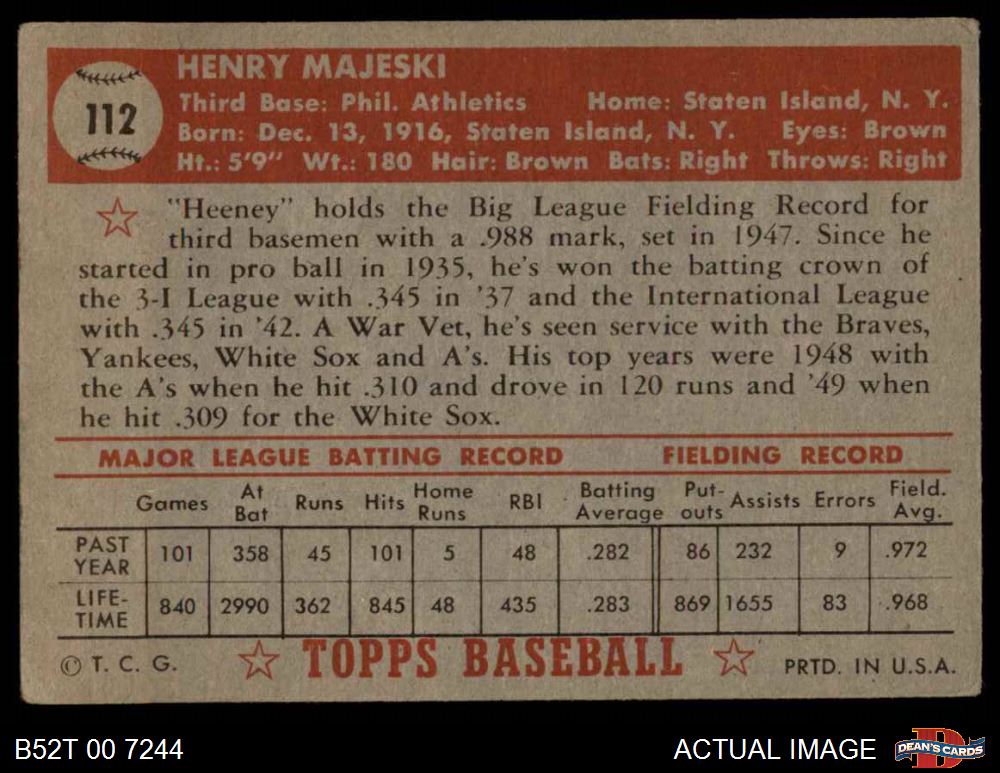 HENRY MAJESKI
112
Third Base: Phil. Athletics Home: Staten Island, N. Y.
Born: Dec. 13, 1916, Staten Island, N. Y. Eyes: Brown
Ht.: 5'9" Wt.: 180 Hair: Brown Bats: Right Throws: Right
"Heeney" holds the Big League Fielding Record for
third basemen with a .988 mark, set in 1947. Since he
started in pro ball in 1935, he's won the batting crown of
the 3-I League with .345 in '37 and the International League
with .345 in '42. A War Vet, he's seen service with the Braves,
Yankees, White Sox and A's. His top years were 1948 with
the A's when he hit .310 and drove in 120 runs and '49 when
he hit .309 for the White Sox.
MAJOR LEAGUE BATTING RECORD FIELDING RECORD
Games At Bat Runs Hits Home Runs RBI Batting Average Put-outs Assists Errors Field. Avg.
PAST YEAR 101 358 45 101 5 48 .282 86 232 9 .972
LIFE-TIME 840 2990 362 845 48 435 .283 869 1655 83 .968
© T. C. G. TOPPS BASEBALL PRTD. IN U.S.A.
B52T 00 7244 ACTUAL IMAGE DEAN'S CARDS